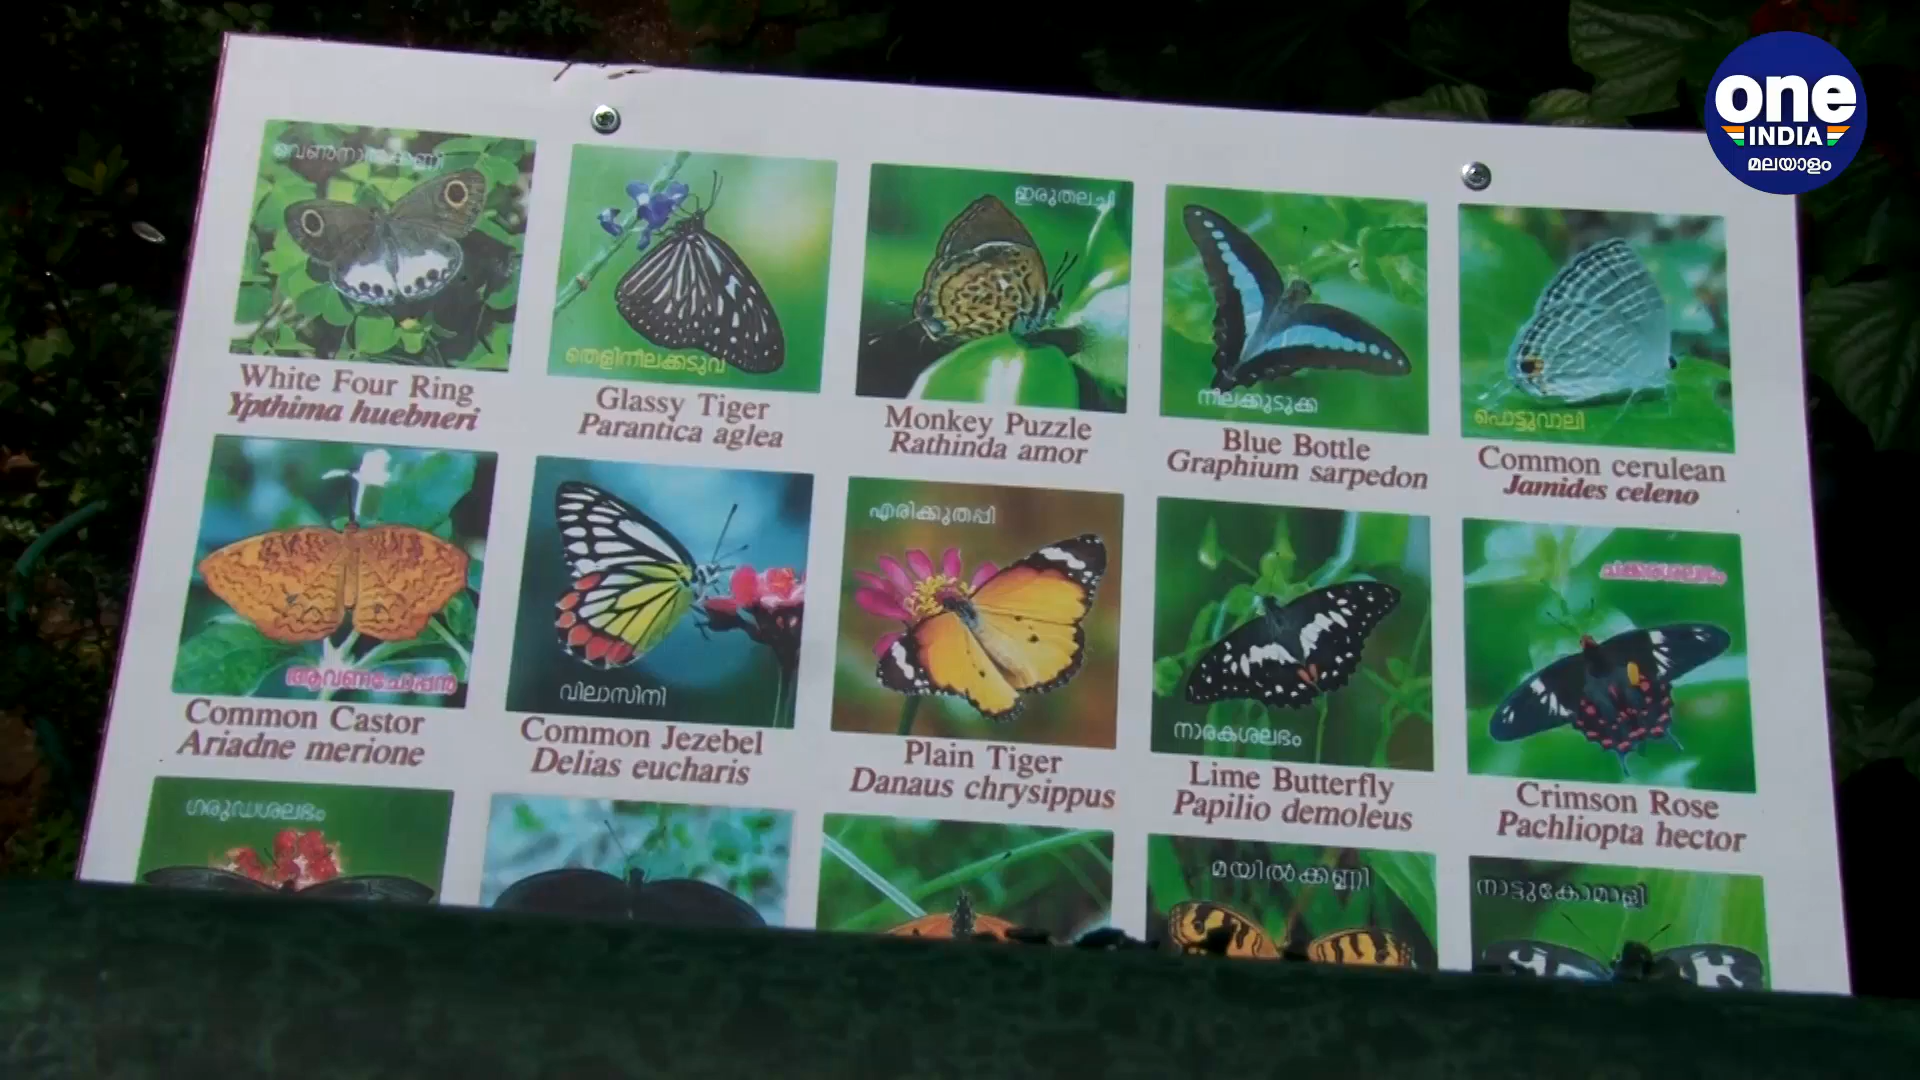 one
INDIA
മലയാളം
തെളിനീലക്കടുവ
ഇരുതലച്ചി
നീലക്കുടുക്ക
പൊട്ടുവാലി
White Four Ring
Ypthima huebneri
Glassy Tiger
Parantica aglea
Monkey Puzzle
Rathinda amor
Blue Bottle
Graphium sarpedon
Common cerulean
Jamides celeno
ആവണച്ചോപ്പൻ
വിലാസിനി
എരിക്കുതപ്പി
നാരകശലഭം
Common Castor
Ariadne merione
Common Jezebel
Delias eucharis
Plain Tiger
Danaus chrysippus
Lime Butterfly
Papilio demoleus
Crimson Rose
Pachliopta hector
ഗരുഡശലഭം
മയിൽക്കണ്ണി
നാട്ടുകോമാളി